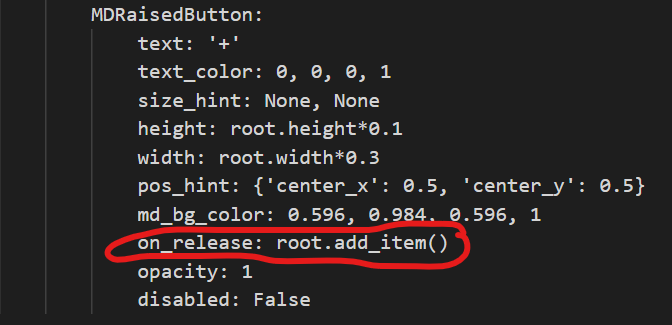 MDRaisedButton:
text: '+'
text_color: 0, 0, 0, 1
size_hint: None, None
height: root.height*0.1
width: root.width*0.3
pos_hint: {'center_x': 0.5, 'center_y': 0.5}
md_bg_color: 0.596, 0.984, 0.596, 1
on_release: root.add_item()
opacity: 1
disabled: False